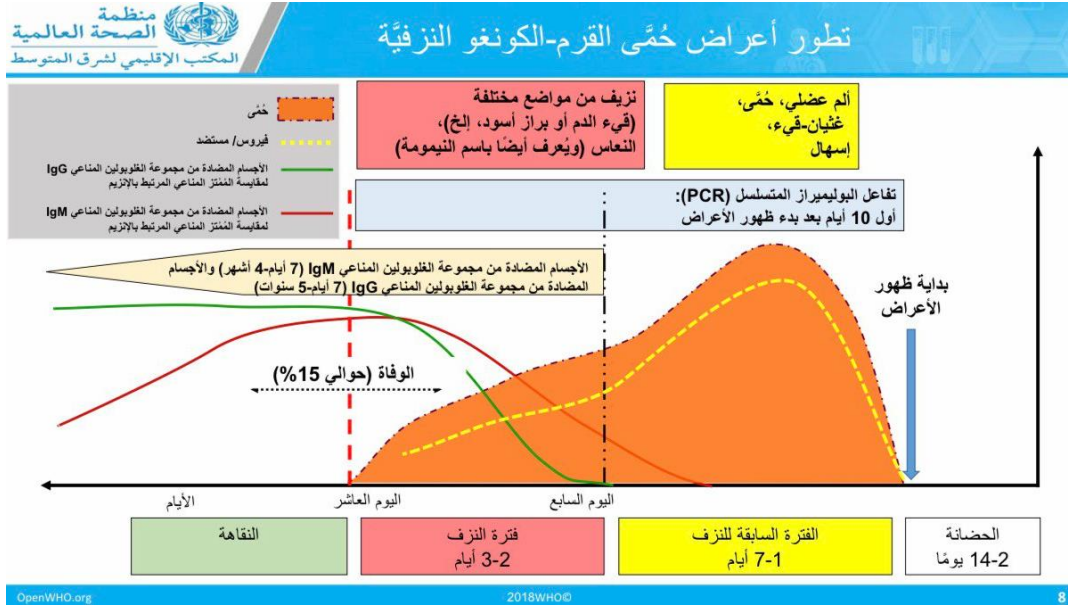 منظمة
الصحة العالمية
المكتب الإقليمي لشرق المتوسط
تطور أعراض حُمَّى القرم-الكونغو النزفيَّة
ألم عضلي، حُمَّى،
غثيان-قيء،
إسهال
نزيف من مواضع مختلفة
(قيء الدم أو براز أسود، إلخ)،
النعاس (ويُعرف أيضًا باسم النيمومة)
حُمَّى
فيروس/ مستضد
الأجسام المضادة من مجموعة الغلوبولين المناعي IgG
لمقايسة المُمْتز المناعي المرتبط بالإنزيم
الأجسام المضادة من مجموعة الغلوبولين المناعي IgM
لمقايسة المُمْتز المناعي المرتبط بالإنزيم
تفاعل البوليميراز المتسلسل (PCR):
أول 10 أيام بعد بدء ظهور الأعراض
الأجسام المضادة من مجموعة الغلوبولين المناعي IgM (7 أيام-4 أشهر) والأجسام
المضادة من مجموعة الغلوبولين المناعي IgG (7 أيام-5 سنوات)
بداية ظهور
الأعراض
الوفاة (حوالي 15%)
اليوم السابع
اليوم العاشر
الأيام
الحضانة
2-14 يومًا
الفترة السابقة للنزف
1-7 أيام
فترة النزف
2-3 أيام
النقاهة
8
2018WHO©
OpenWHO.org